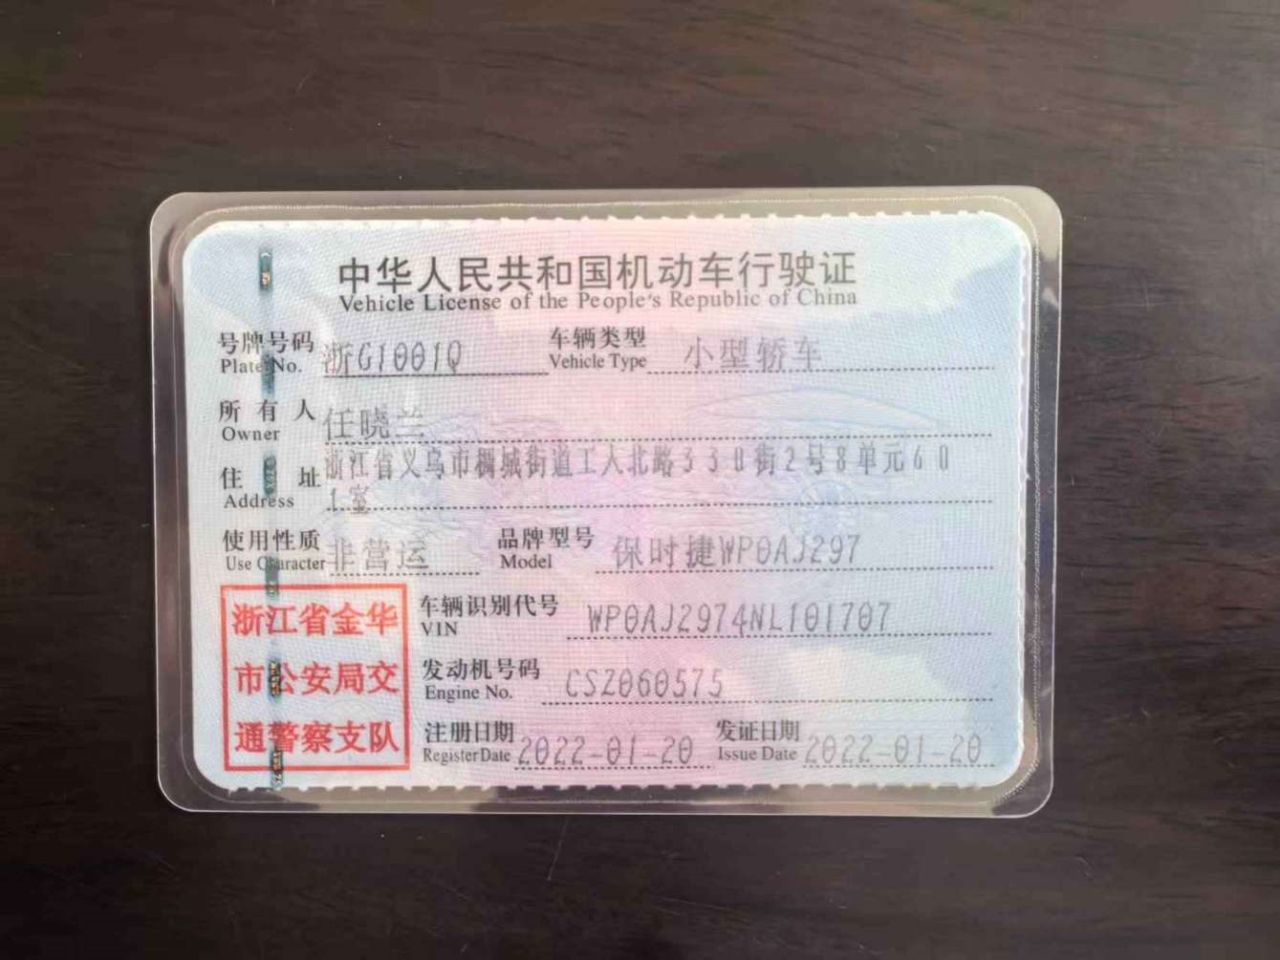 中华人民共和国机动车行驶证
Vehicle License of the People's Republic of China
号牌号码 浙G1001Q 车辆类型 小型轿车
Plate No. Vehicle Type
所有人 任晓兰
Owner
住址 浙江省义乌市稠城街道工人北路330街2号8单元60
Address 1室
使用性质 非营运 品牌型号 保时捷WP0AJ297
Use Character Model
浙江省金华
市公安局交
通警察支队
车辆识别代号 WP0AJ2974NL101707
VIN
发动机号码 CSZ060575
Engine No.
注册日期 2022-01-20 发证日期 2022-01-20
Register Date Issue Date